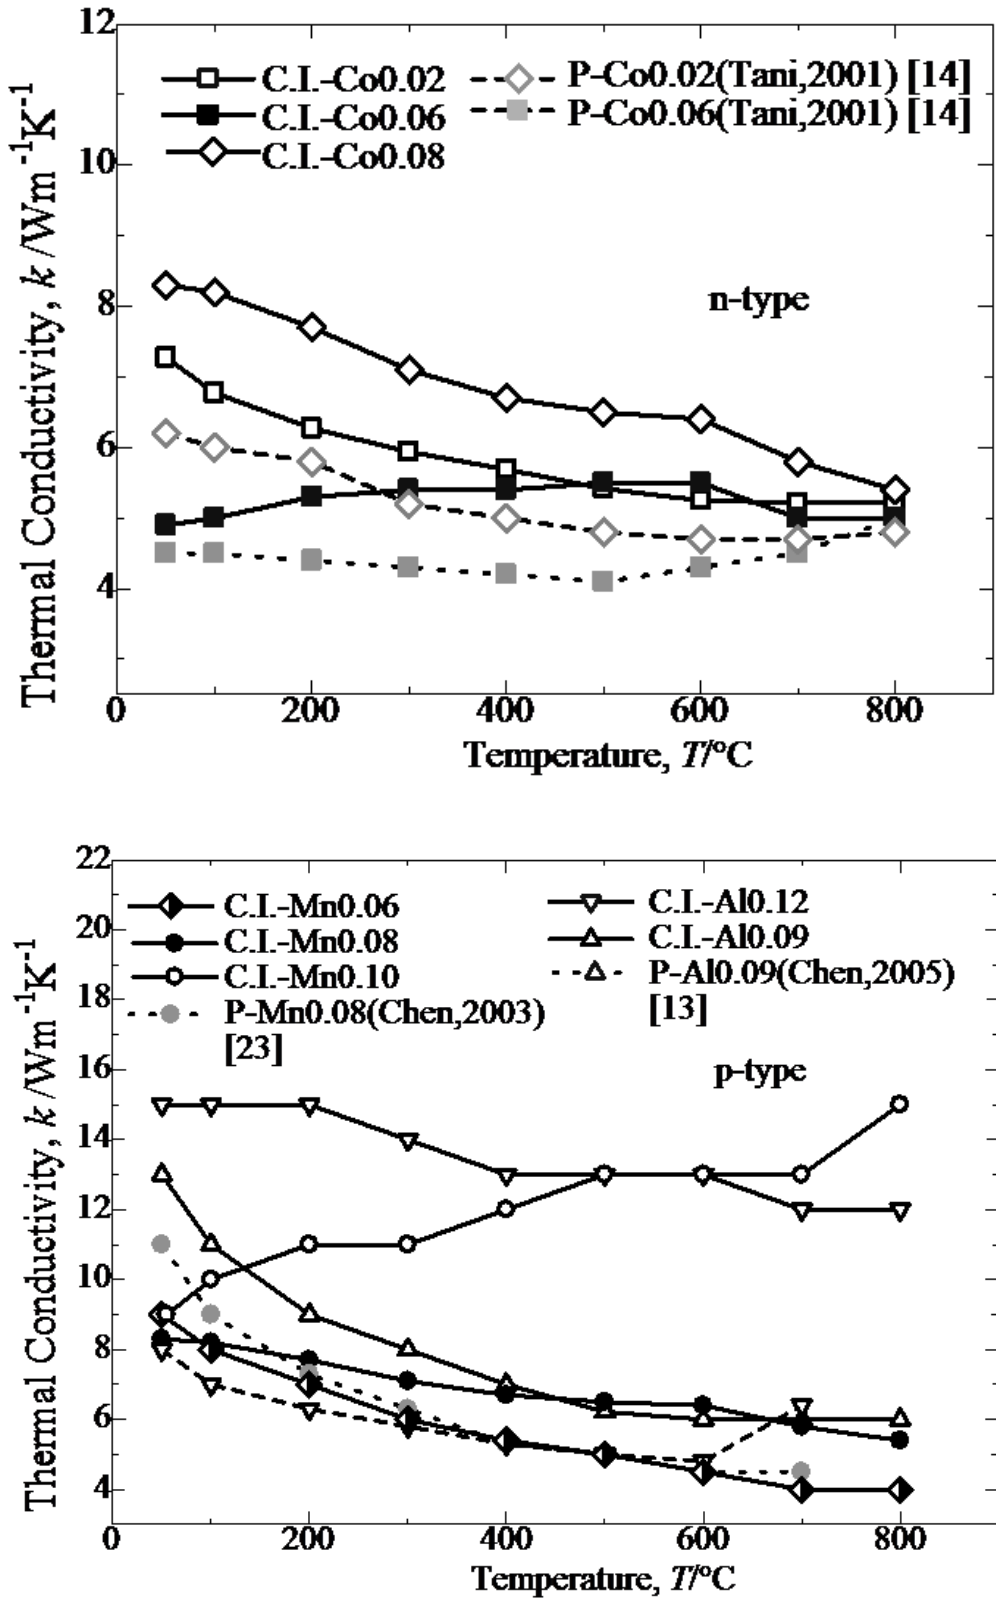 12
10
8
6
4
Thermal Conductivity, k /Wm⁻¹K⁻¹
C.I.-Co0.02
C.I.-Co0.06
C.I.-Co0.08
P-Co0.02(Tani,2001) [14]
P-Co0.06(Tani,2001) [14]
n-type
0 200 400 600 800
Temperature, T/°C
22
20
18
16
14
12
10
8
6
4
Thermal Conductivity, k /Wm⁻¹K⁻¹
C.I.-Mn0.06
C.I.-Mn0.08
C.I.-Mn0.10
P-Mn0.08(Chen,2003)
[23]
C.I.-Al0.12
C.I.-Al0.09
P-Al0.09(Chen,2005)
[13]
p-type
0 200 400 600 800
Temperature, T/°C